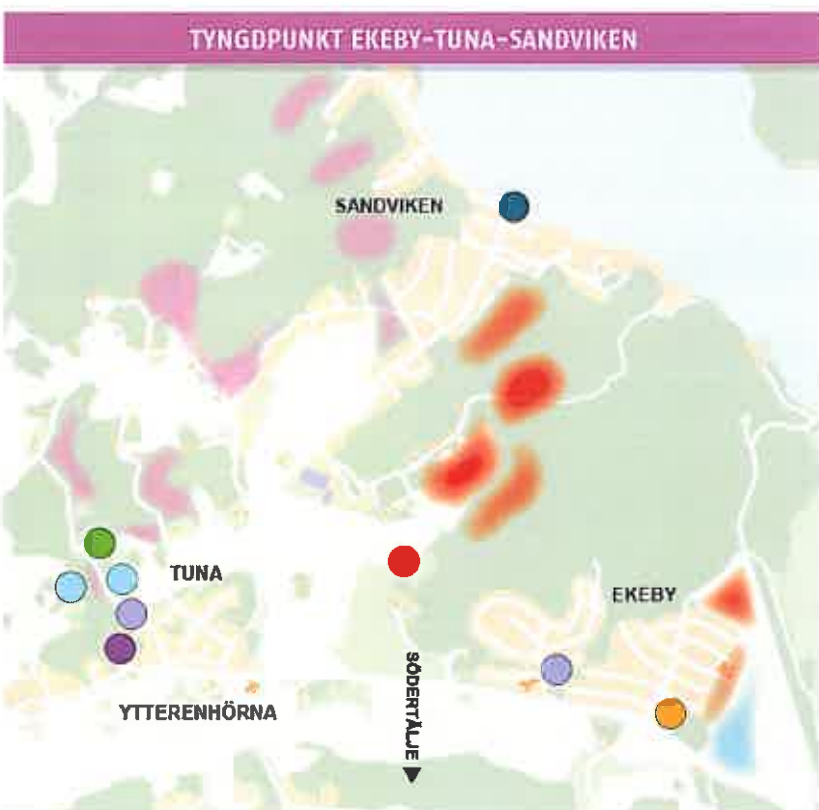 TYNGDPUNKT EKEBY-TUNA-SANDVIKEN
SANDVIKEN
TUNA
EKEBY
SÖDERTÄLJE
YTTERENHÖRNA